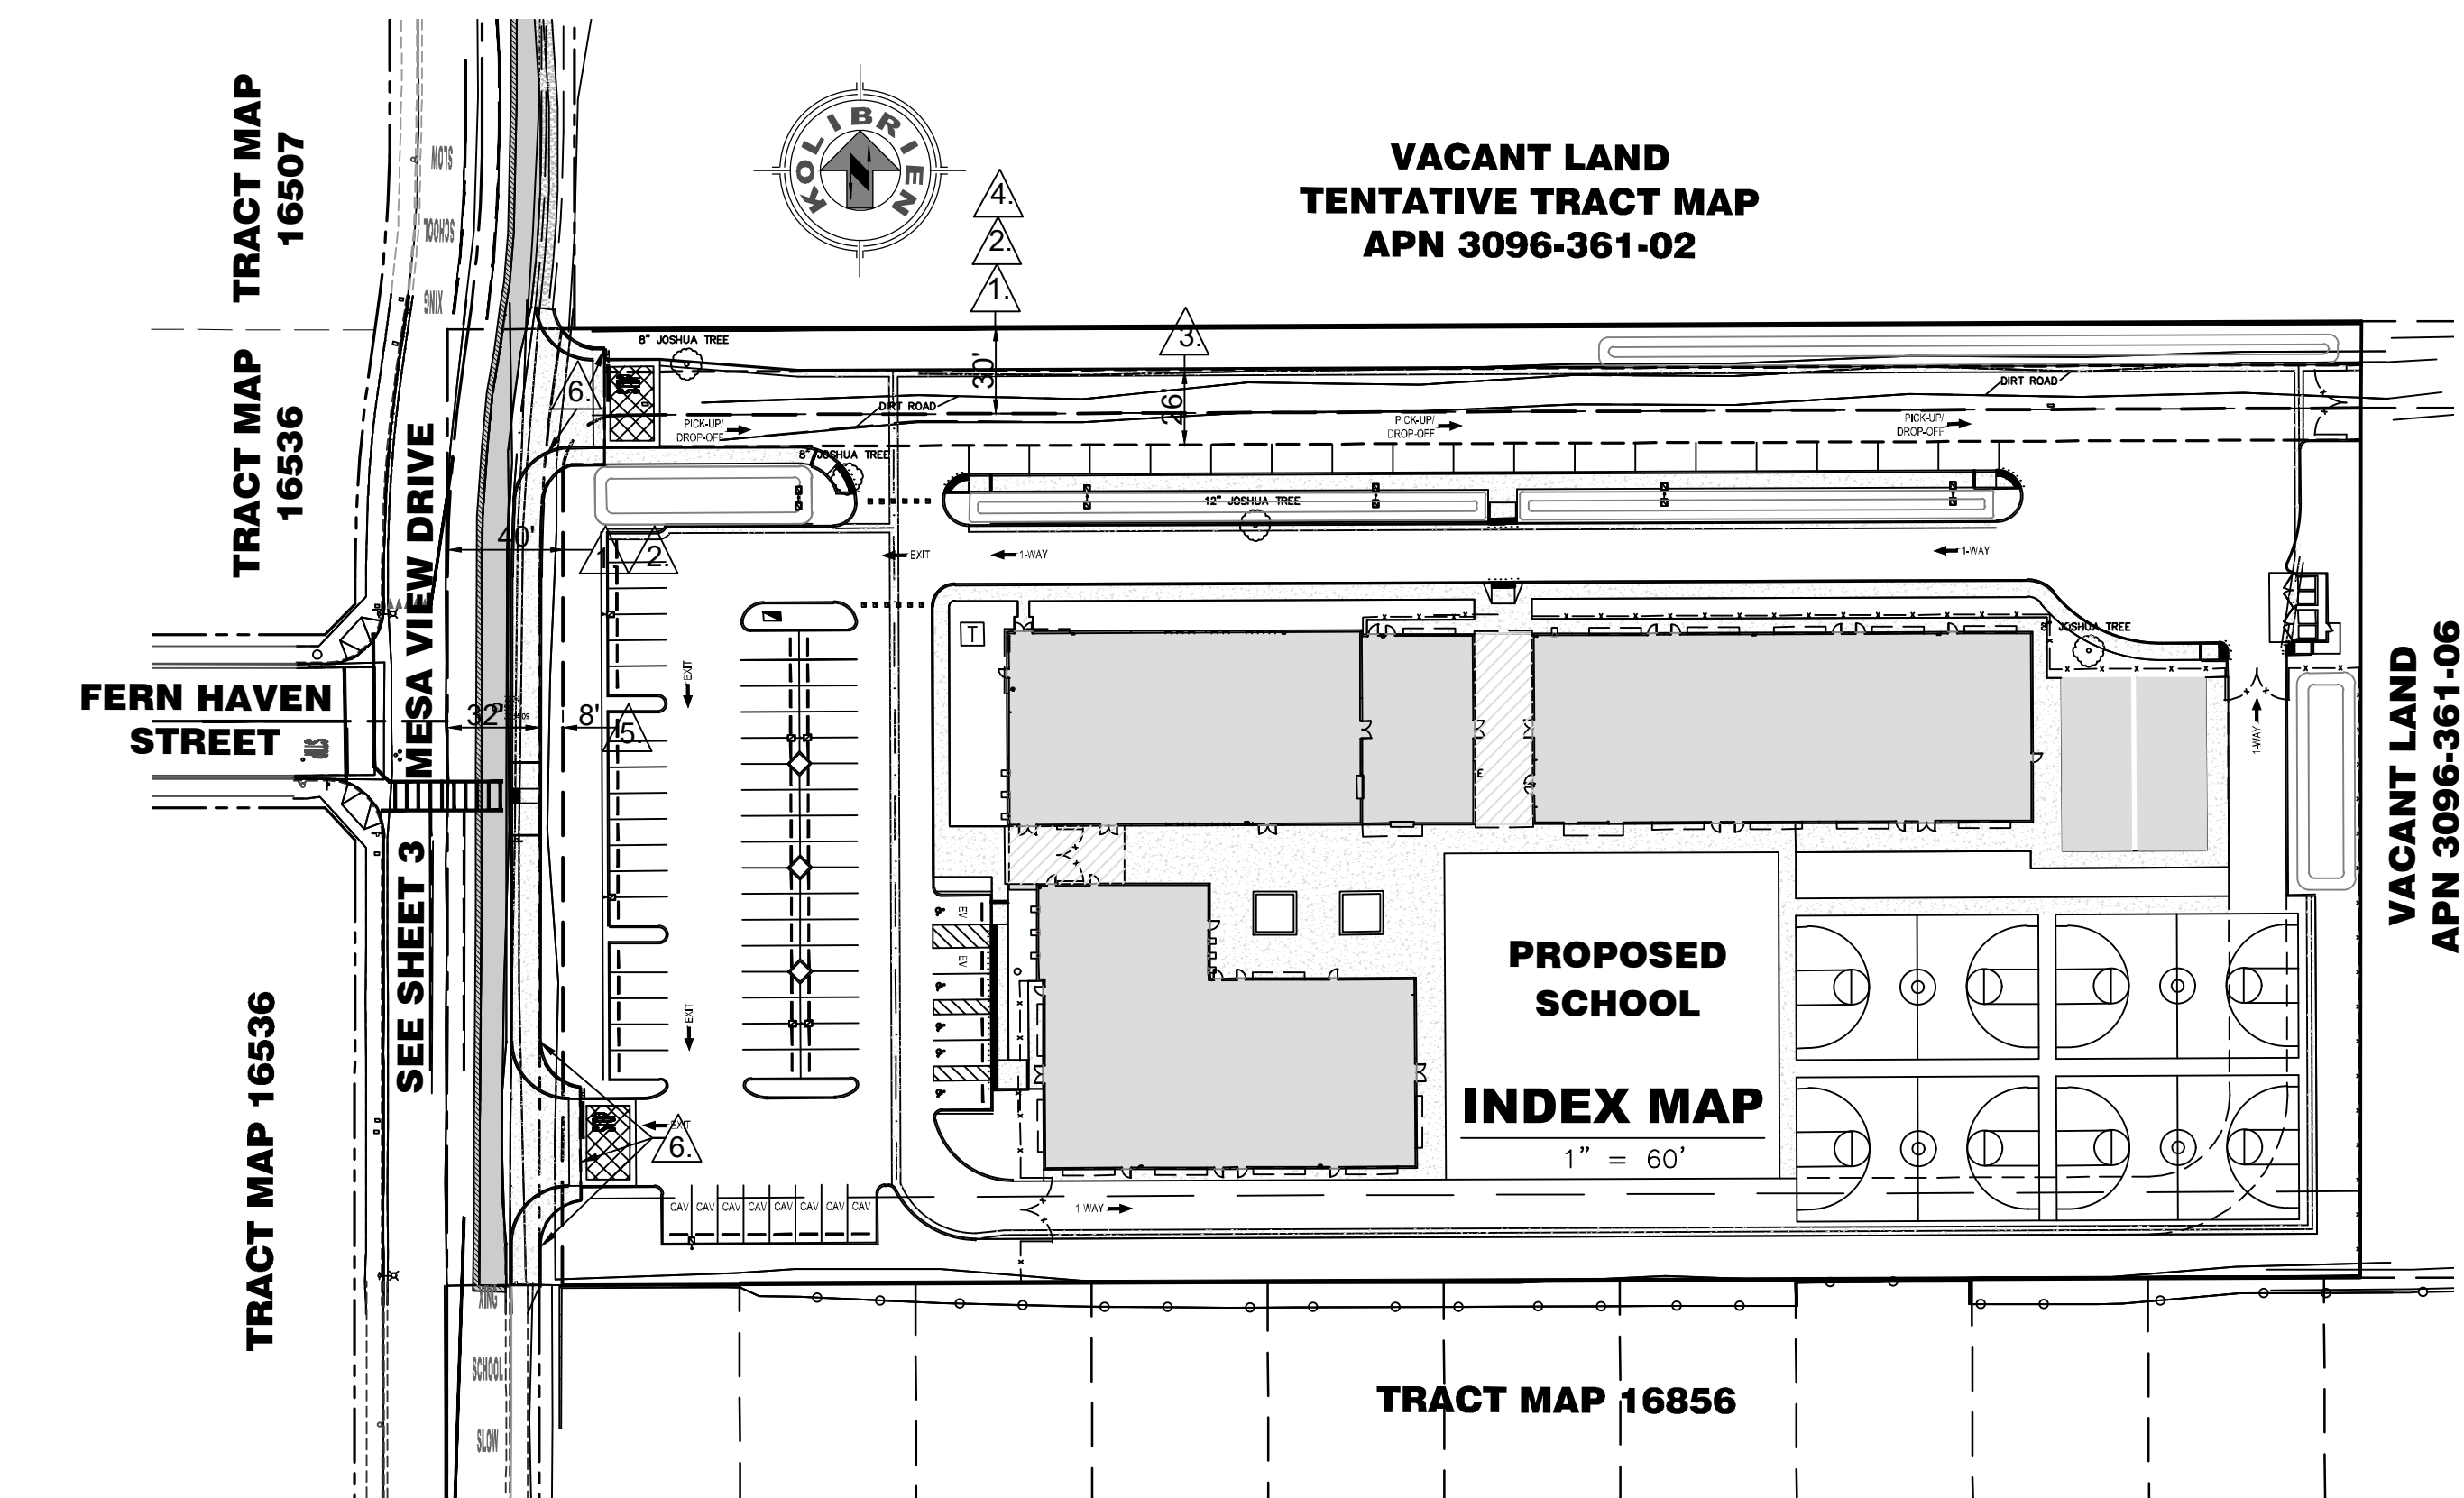 TRACT MAP
16507
SLOW
SCHOOL
XING
KOLIBRIEN
N
4.
2.
1.
3.
VACANT LAND
TENTATIVE TRACT MAP
APN 3096-361-02
TRACT MAP
16536
8" JOSHUA TREE
30'
26'
6.
DIRT ROAD
DIRT ROAD
PICK-UP/
DROP-OFF
PICK-UP/
DROP-OFF
PICK-UP/
DROP-OFF
8" JOSHUA TREE
12" JOSHUA TREE
MESA VIEW DRIVE
40'
1.
2.
EXIT
1-WAY
1-WAY
T
8" JOSHUA TREE
EXIT
FERN HAVEN
STREET
STOP
32'
8'
5.
1-WAY
VACANT LAND
APN 3096-361-06
SEE SHEET 3
EV
EV
PROPOSED
SCHOOL
TRACT MAP 16536
EXIT
INDEX MAP
1" = 60'
EXIT
6.
CAV
CAV
CAV
CAV
CAV
CAV
CAV
CAV
1-WAY
XING
SCHOOL
SLOW
TRACT MAP 16856